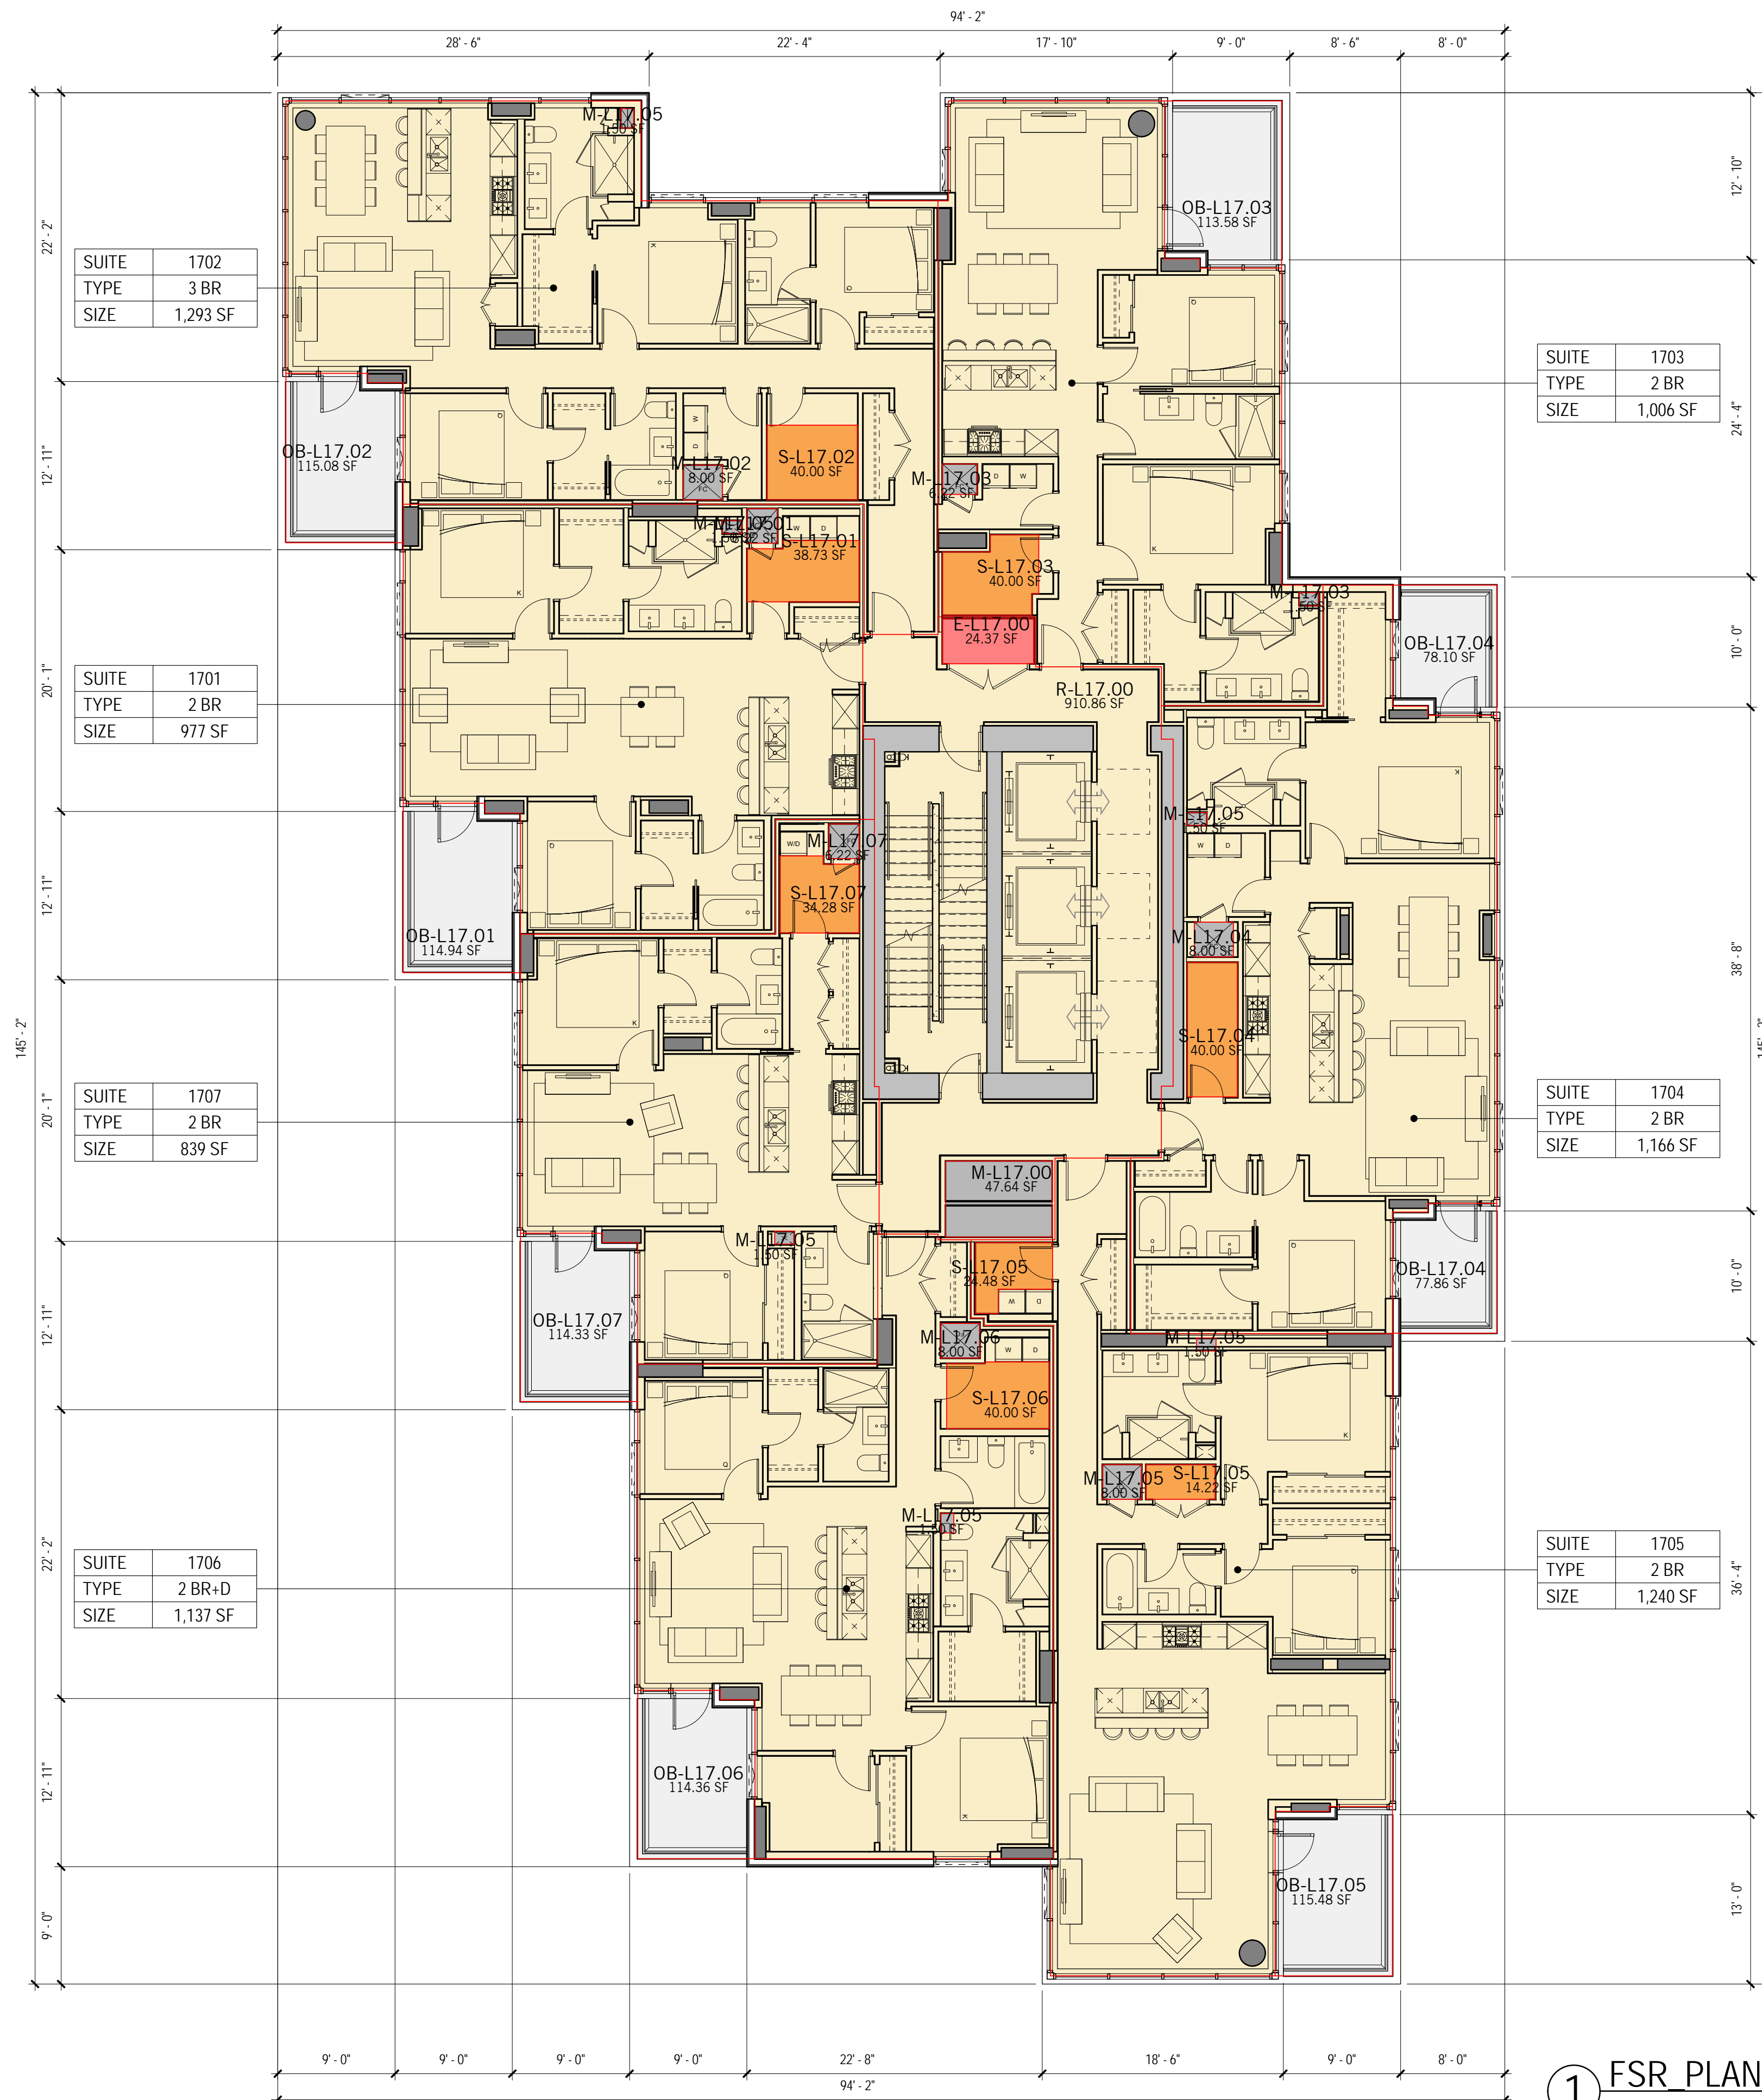 94' - 2"
28' - 6"
22' - 4"
17' - 10"
9' - 0"
8' - 6"
8' - 0"
22' - 2"
12' - 11"
20' - 1"
12' - 11"
145' - 2"
20' - 1"
12' - 11"
22' - 2"
12' - 11"
9' - 0"
SUITE 1702
TYPE 3 BR
SIZE 1,293 SF
SUITE 1701
TYPE 2 BR
SIZE 977 SF
SUITE 1707
TYPE 2 BR
SIZE 839 SF
SUITE 1706
TYPE 2 BR+D
SIZE 1,137 SF
M-L17.05
1.50 SF
OB-L17.03
113.58 SF
OB-L17.02
115.08 SF
M-L17.02
8.00 SF
FC
S-L17.02
40.00 SF
W
D
M-L17.03
6.22 SF
D
W
S-L17.01
38.73 SF
W
D
S-L17.03
40.00 SF
E-L17.00
24.37 SF
M-L17.03
1.50 SF
OB-L17.04
78.10 SF
R-L17.00
910.86 SF
M-L17.05
1.50 SF
W
D
M-L17.07
6.22 SF
W/D
S-L17.07
34.28 SF
OB-L17.01
114.94 SF
M-L17.04
8.00 SF
S-L17.04
40.00 SF
M-L17.00
47.64 SF
M-L17.05
1.50 SF
S-L17.05
24.48 SF
W
D
OB-L17.04
77.86 SF
OB-L17.07
114.33 SF
M-L17.06
8.00 SF
W
D
M-L17.05
1.50 SF
S-L17.06
40.00 SF
M-L17.05
8.00 SF
S-L17.05
14.22 SF
M-L17.05
1.50 SF
OB-L17.06
114.36 SF
OB-L17.05
115.48 SF
K
Q
Q
Q
K
K
Q
K
K
Q
Q
K
Q
K
SUITE 1703
TYPE 2 BR
SIZE 1,006 SF
SUITE 1704
TYPE 2 BR
SIZE 1,166 SF
SUITE 1705
TYPE 2 BR
SIZE 1,240 SF
12' - 10"
24' - 4"
10' - 0"
38' - 8"
145' - 2"
10' - 0"
36' - 4"
13' - 0"
9' - 0"
9' - 0"
9' - 0"
9' - 0"
22' - 8"
18' - 6"
9' - 0"
8' - 0"
94' - 2"
1
FSR_PLAN